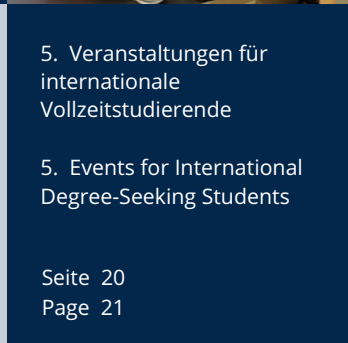 5. Veranstaltungen für
internationale
Vollzeitstudierende
5. Events for International
Degree-Seeking Students
Seite 20
Page 21